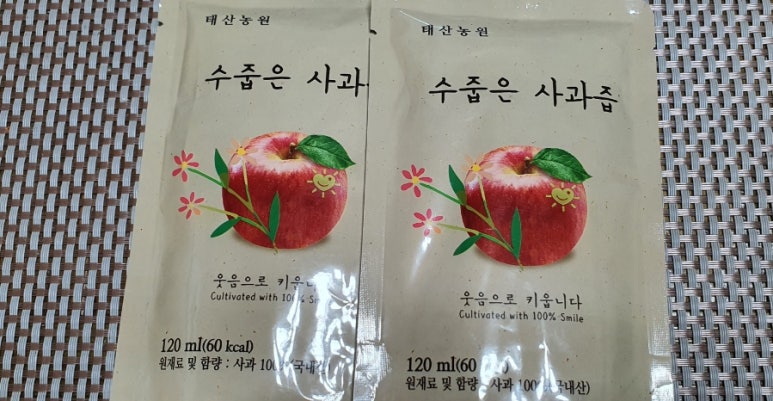 태산농원
수줍은 사과
웃음으로 키웁니
Cultivated with 100% Sm
120 ml(60 kcal)
원재료 및 함량 : 사과 100%(국내산)
태산농원
수줍은 사과즙
웃음으로 키웁니다
Cultivated with 100% Smile
120 ml(60
원재료 및 함량 : 사과 100%(국내산)